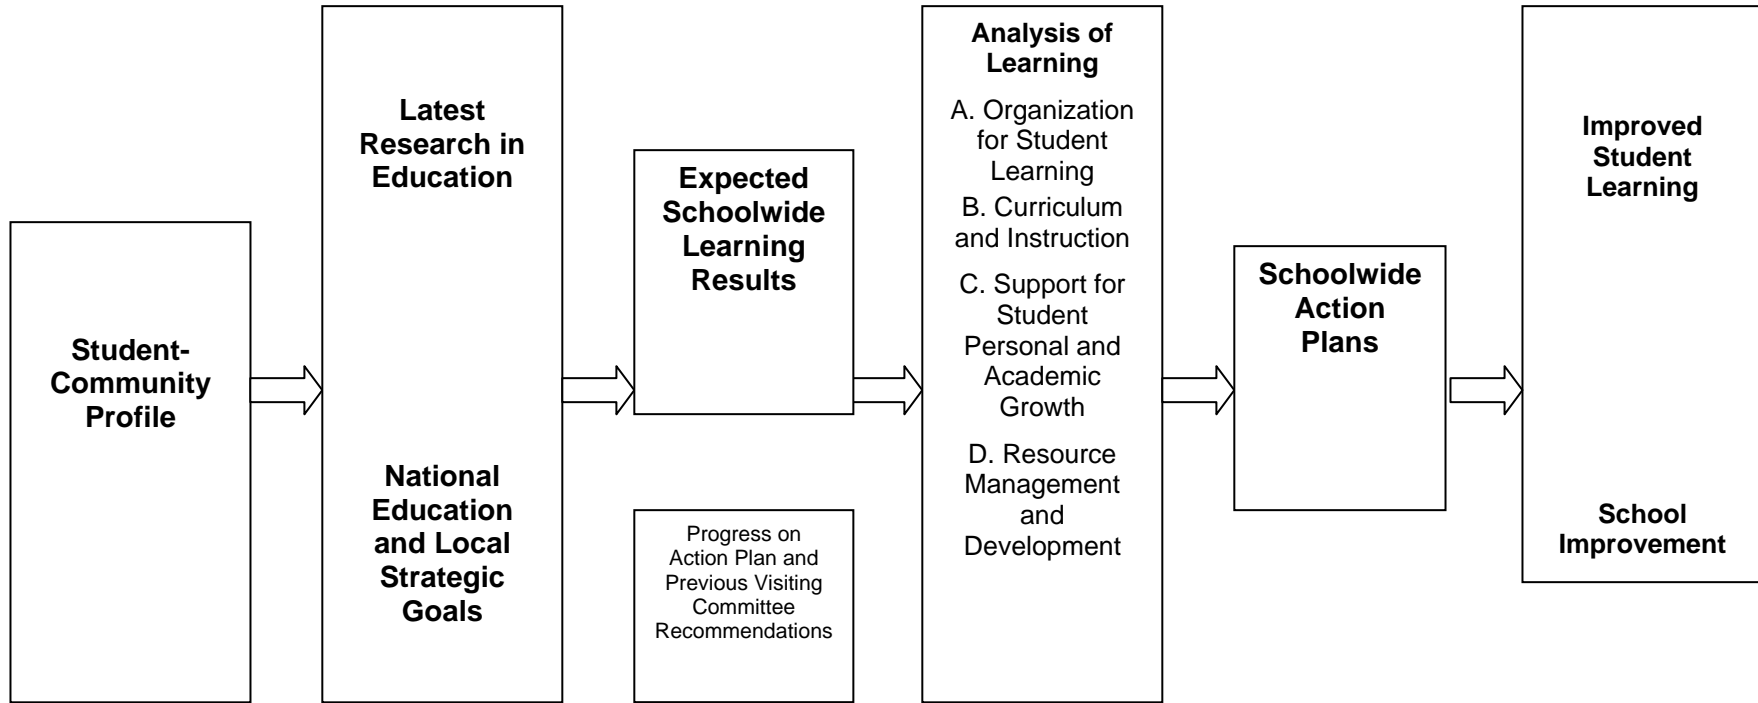 Student-
Community
Profile
Latest
Research in
Education
National
Education
and Local
Strategic
Goals
Expected
Schoolwide
Learning
Results
Progress on
Action Plan and
Previous Visiting
Committee
Recommendations
Analysis of
Learning
A. Organization
for Student
Learning
B. Curriculum
and Instruction
C. Support for
Student
Personal and
Academic
Growth
D. Resource
Management
and
Development
Schoolwide
Action
Plans
Improved
Student
Learning
School
Improvement